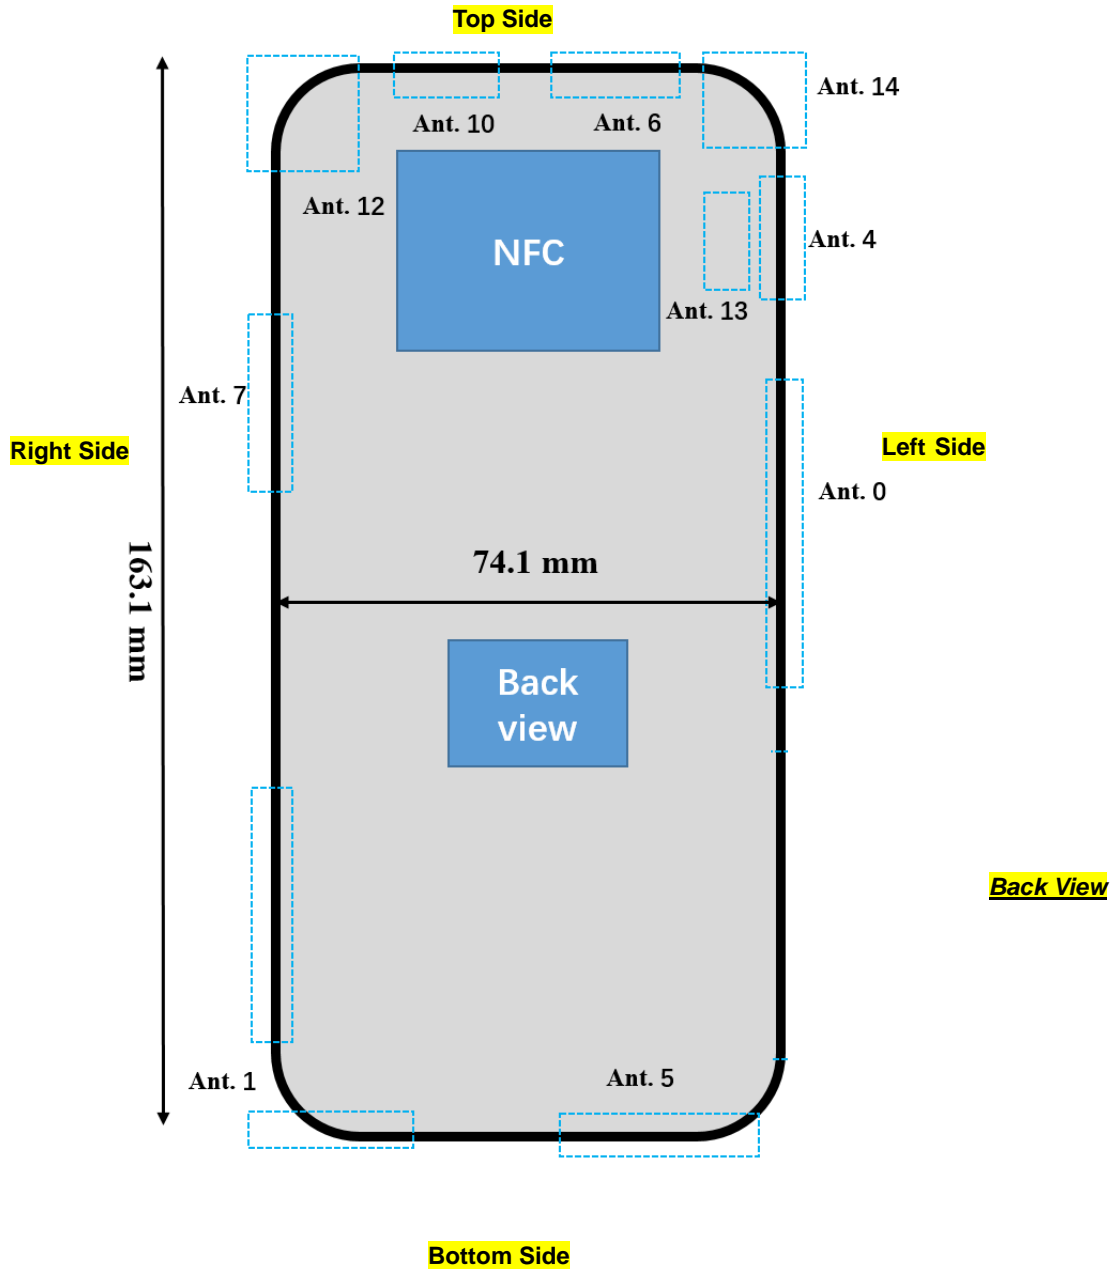 Top Side
Ant. 14
Ant. 10
Ant. 6
Ant. 12
Ant. 4
NFC
Ant. 13
Ant. 7
Right Side
Left Side
Ant. 0
163.1 mm
74.1 mm
Back
view
Back View
Ant. 1
Ant. 5
Bottom Side